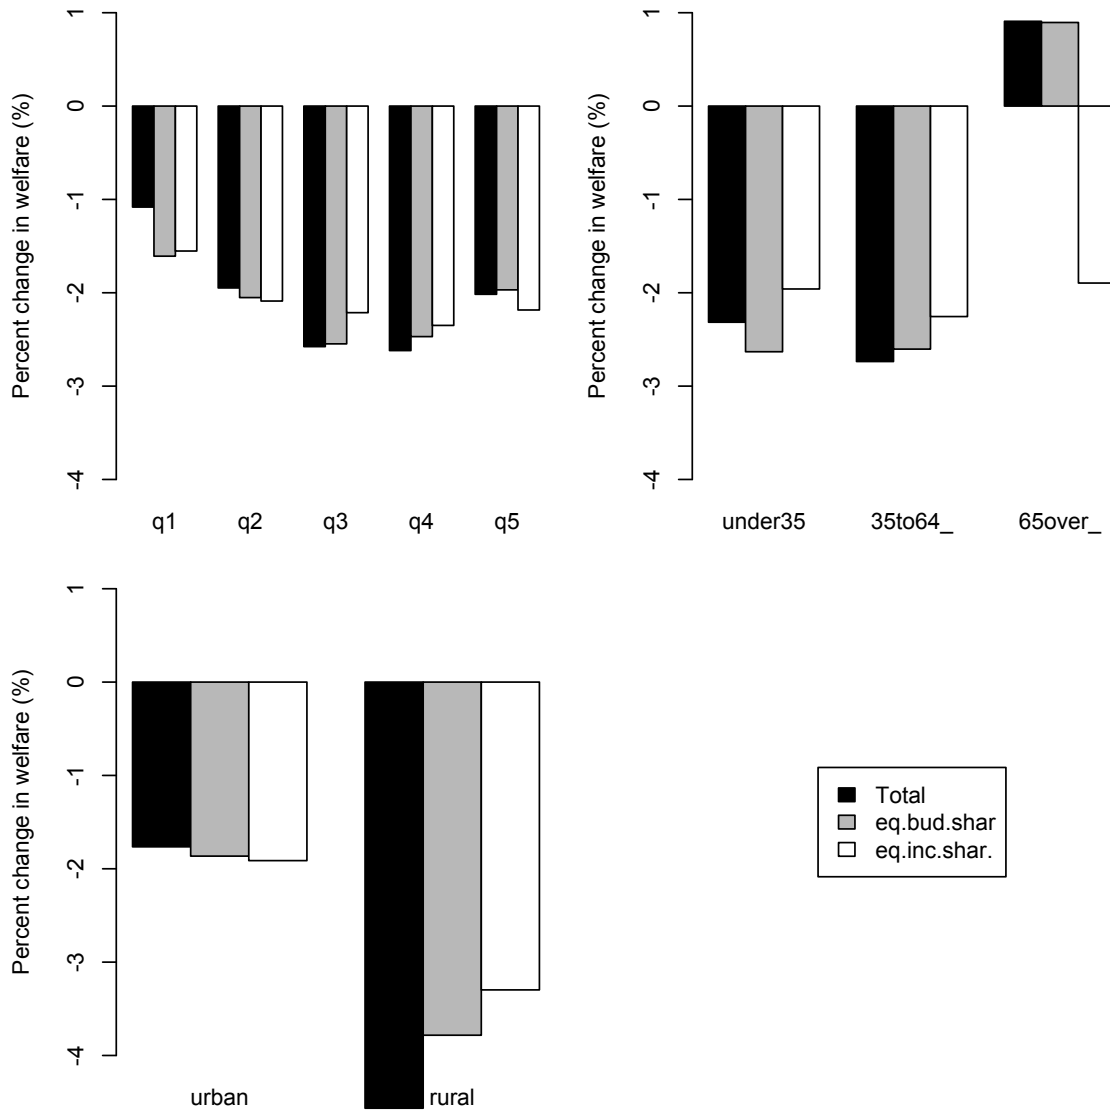 Percent change in welfare (%)
1
0
-1
-2
-3
-4
q1 q2 q3 q4 q5
Percent change in welfare (%)
1
0
-1
-2
-3
-4
under35 35to64_ 65over_
Percent change in welfare (%)
1
0
-1
-2
-3
-4
urban rural
Total
eq.bud.shar
eq.inc.shar.